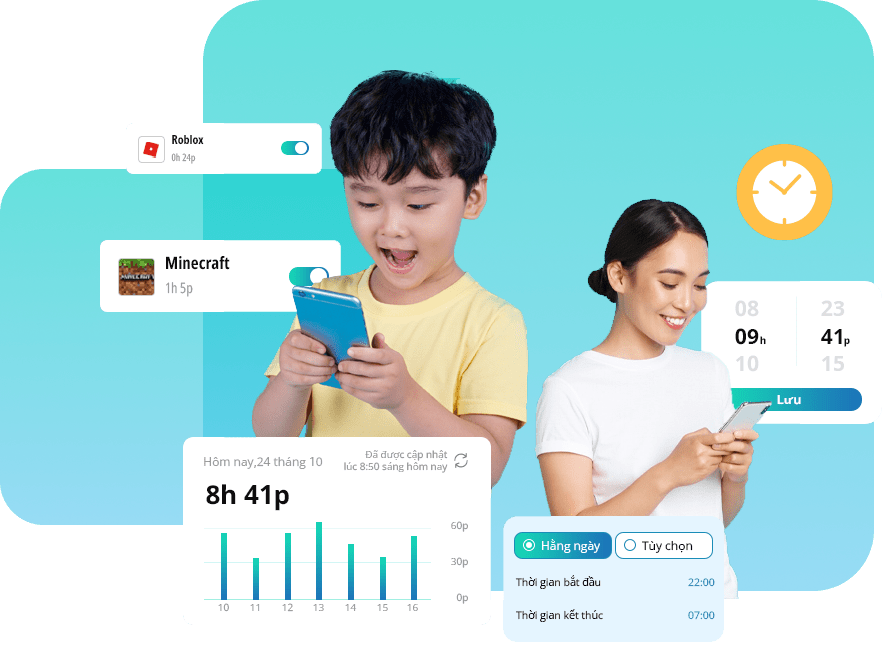 Roblox
0h 24p
Minecraft
1h 5p
08 23
09h 41p
10 15
Lưu
Hôm nay,24 tháng 10
Đã được cập nhật
lúc 8:50 sáng hôm nay
8h 41p
60p
30p
0p
10 11 12 13 14 15 16
Hằng ngày Tùy chọn
Thời gian bắt đầu 22:00
Thời gian kết thúc 07:00